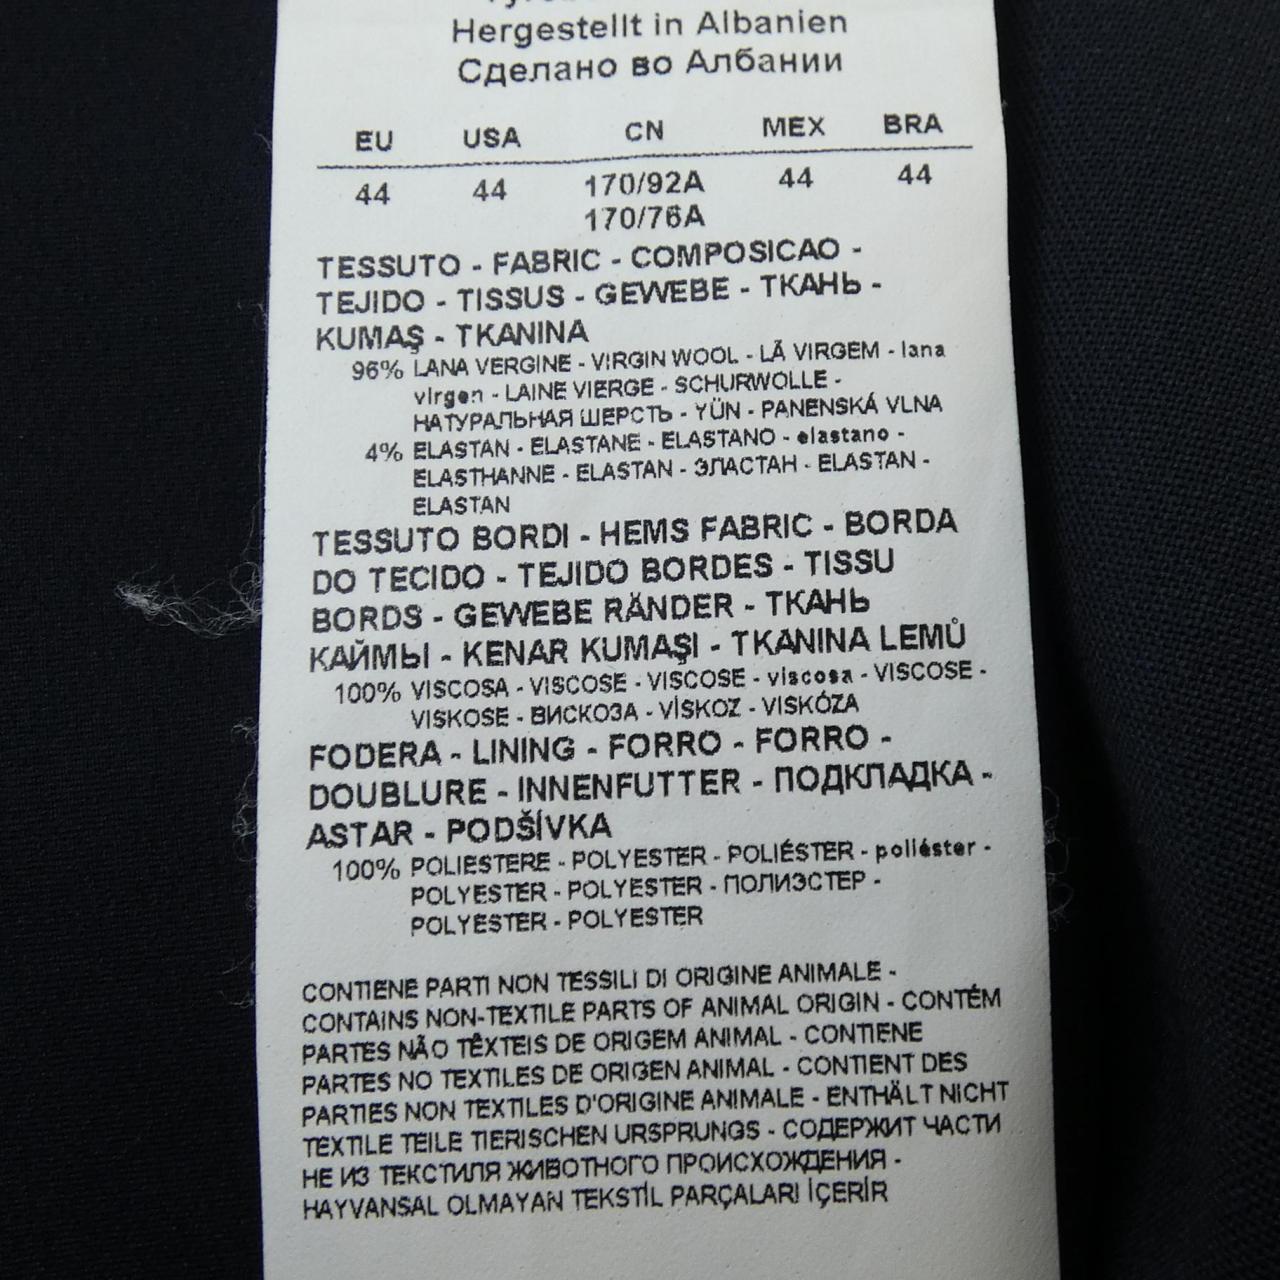 Hergestellt in Albanien
Сделано во Албании
EU USA CN MEX BRA
44 44 170/92A 44 44
170/76A
TESSUTO - FABRIC - COMPOSICAO -
TEJIDO - TISSUS - GEWEBE - ТКАНЬ -
KUMAŞ - TKANINA
96% LANA VERGINE - VIRGIN WOOL - LÃ VIRGEM - lana
virgen - LAINE VIERGE - SCHURWOLLE -
НАТУРАЛЬНАЯ ШЕРСТЬ - YÜN - PANENSKÁ VLNA
4% ELASTAN - ELASTANE - ELASTANO - elastano -
ELASTHANNE - ELASTAN - ЭЛАСТАН - ELASTAN -
ELASTAN
TESSUTO BORDI - HEMS FABRIC - BORDA
DO TECIDO - TEJIDO BORDES - TISSU
BORDS - GEWEBE RÄNDER - ТКАНЬ
КАЙМЫ - KENAR KUMAŞI - TKANINA LEMŮ
100% VISCOSA - VISCOSE - VISCOSE - viscosa - VISCOSE -
VISKOSE - ВИСКОЗА - VİSKOZ - VISKÓZA
FODERA - LINING - FORRO - FORRO -
DOUBLURE - INNENFUTTER - ПОДКЛАДКА -
ASTAR - PODŠÍVKA
100% POLIESTERE - POLYESTER - POLIÉSTER - poliéster -
POLYESTER - POLYESTER - ПОЛИЭСТЕР -
POLYESTER - POLYESTER
CONTIENE PARTI NON TESSILI DI ORIGINE ANIMALE -
CONTAINS NON-TEXTILE PARTS OF ANIMAL ORIGIN - CONTÉM
PARTES NÃO TÊXTEIS DE ORIGEM ANIMAL - CONTIENE
PARTES NO TEXTILES DE ORIGEN ANIMAL - CONTIENT DES
PARTIES NON TEXTILES D'ORIGINE ANIMALE - ENTHÄLT NICHT
TEXTILE TEILE TIERISCHEN URSPRUNGS - СОДЕРЖИТ ЧАСТИ
НЕ ИЗ ТЕКСТИЛЯ ЖИВОТНОГО ПРОИСХОЖДЕНИЯ -
HAYVANSAL OLMAYAN TEKSTİL PARÇALARI İÇERİR